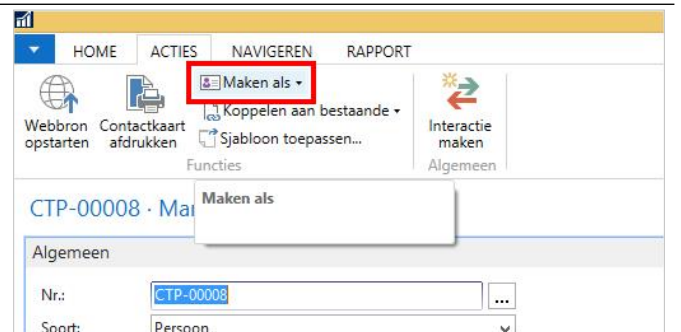 HOME ACTIES NAVIGEREN RAPPORT
Maken als
Koppelen aan bestaande
Sjabloon toepassen...
Webbron opstarten
Contactkaart afdrukken
Interactie maken
Functies
Algemeen
Maken als
CTP-00008 · Ma
Algemeen
Nr.: CTP-00008 ...
Soort: Persoon